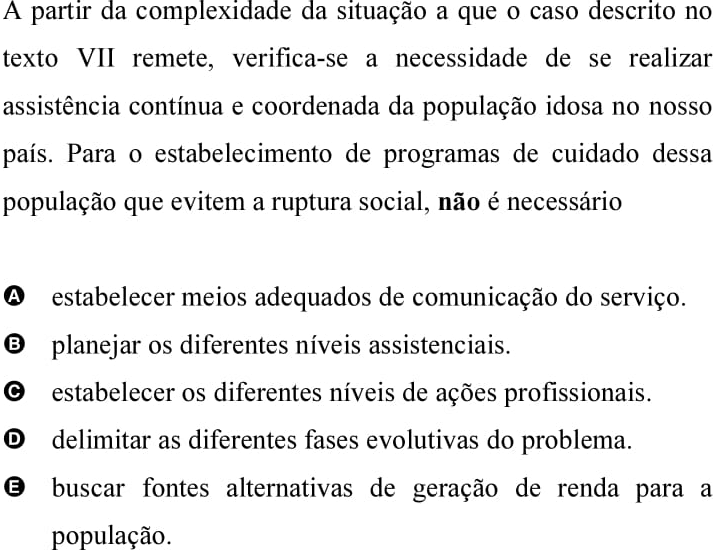 A partir da complexidade da situação a que o caso descrito no
texto VII remete, verifica-se a necessidade de se realizar
assistência contínua e coordenada da população idosa no nosso
país. Para o estabelecimento de programas de cuidado dessa
população que evitem a ruptura social, não é necessário
A estabelecer meios adequados de comunicação do serviço.
B planejar os diferentes níveis assistenciais.
C estabelecer os diferentes níveis de ações profissionais.
D delimitar as diferentes fases evolutivas do problema.
E buscar fontes alternativas de geração de renda para a
população.